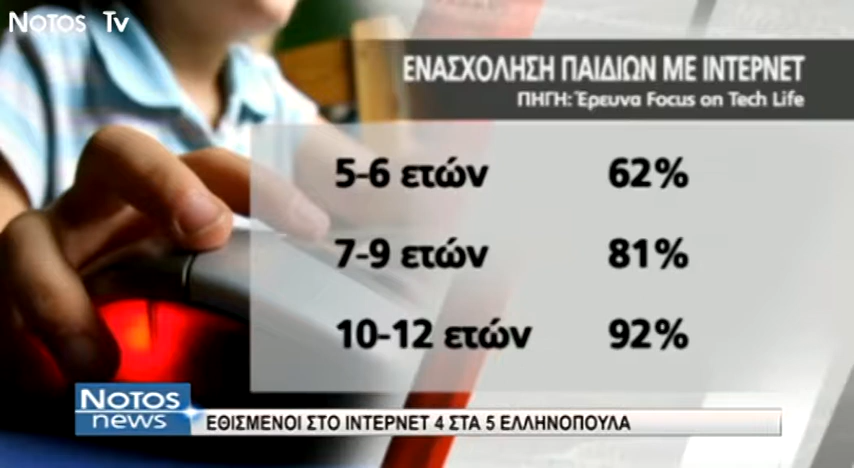 NOTOS TV
ΕΝΑΣΧΟΛΗΣΗ ΠΑΙΔΙΩΝ ΜΕ ΙΝΤΕΡΝΕΤ
ΠΗΓΗ: Έρευνα Focus on Tech Life
5-6 ετών 62%
7-9 ετών 81%
10-12 ετών 92%
NOTOS
news
ΕΘΙΣΜΕΝΟΙ ΣΤΟ ΙΝΤΕΡΝΕΤ 4 ΣΤΑ 5 ΕΛΛΗΝΟΠΟΥΛΑ